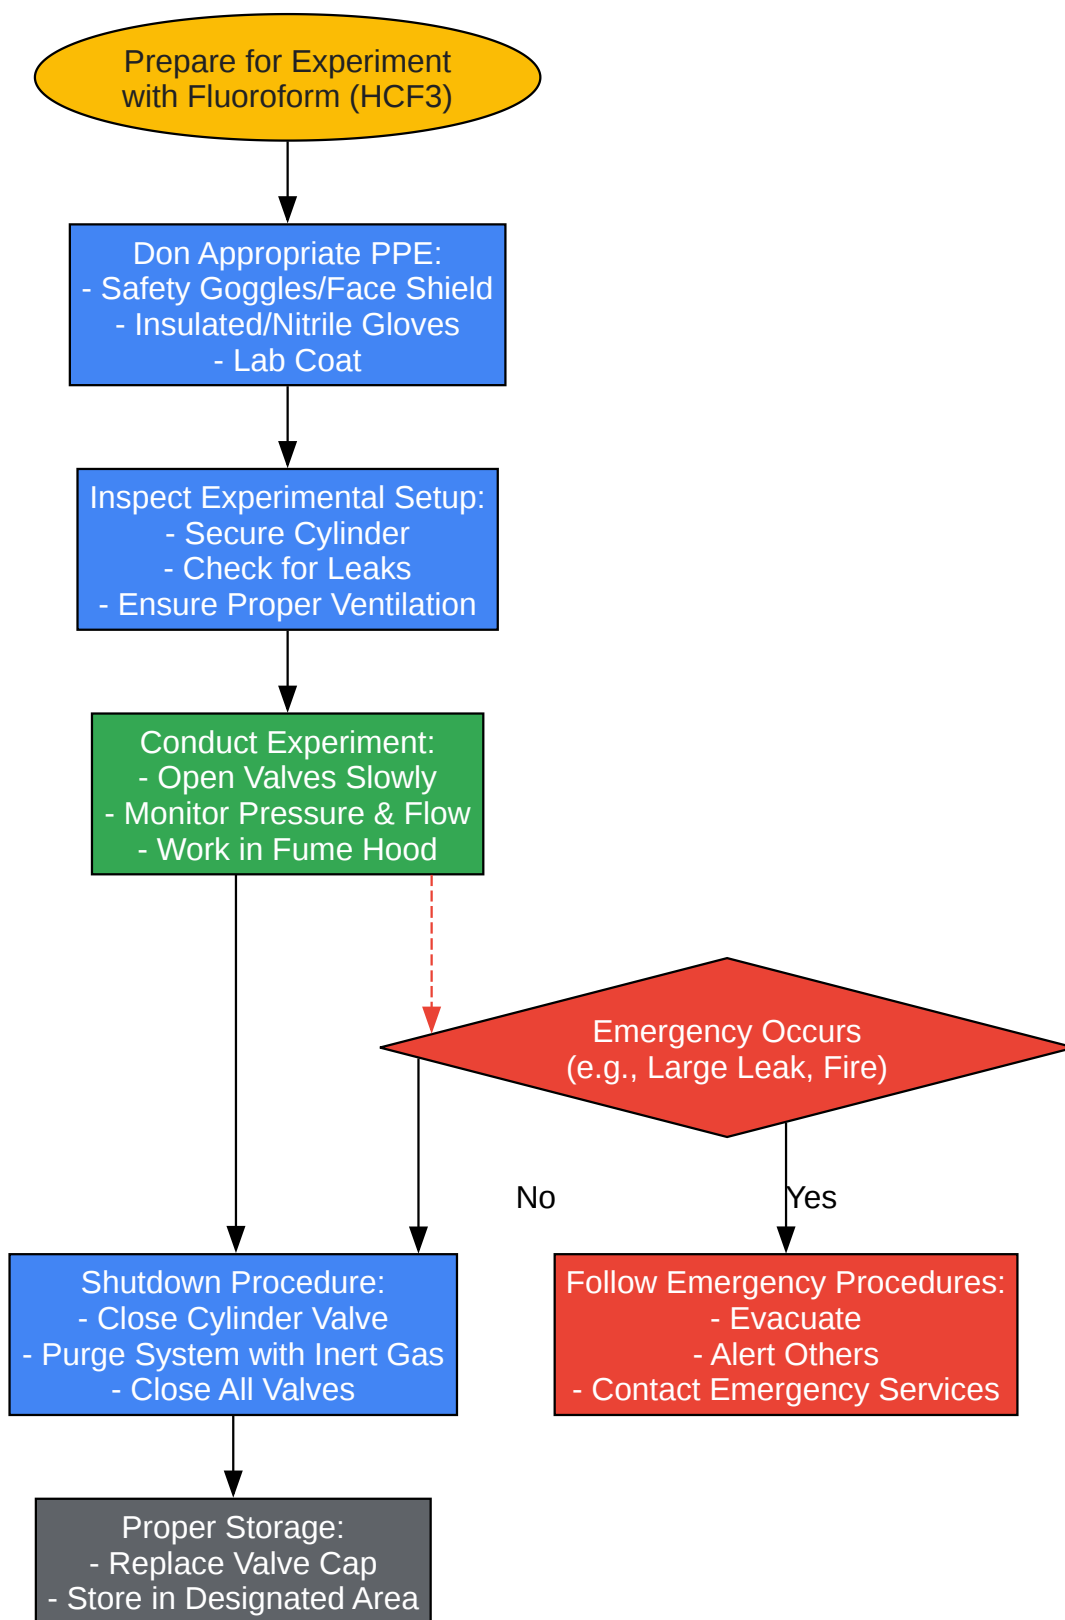 Prepare for Experiment
with Fluoroform (HCF3)
Don Appropriate PPE:
- Safety Goggles/Face Shield
- Insulated/Nitrile Gloves
- Lab Coat
Inspect Experimental Setup:
- Secure Cylinder
- Check for Leaks
- Ensure Proper Ventilation
Conduct Experiment:
- Open Valves Slowly
- Monitor Pressure & Flow
- Work in Fume Hood
Emergency Occurs
(e.g., Large Leak, Fire)
No
Yes
Shutdown Procedure:
- Close Cylinder Valve
- Purge System with Inert Gas
- Close All Valves
Follow Emergency Procedures:
- Evacuate
- Alert Others
- Contact Emergency Services
Proper Storage:
- Replace Valve Cap
- Store in Designated Area